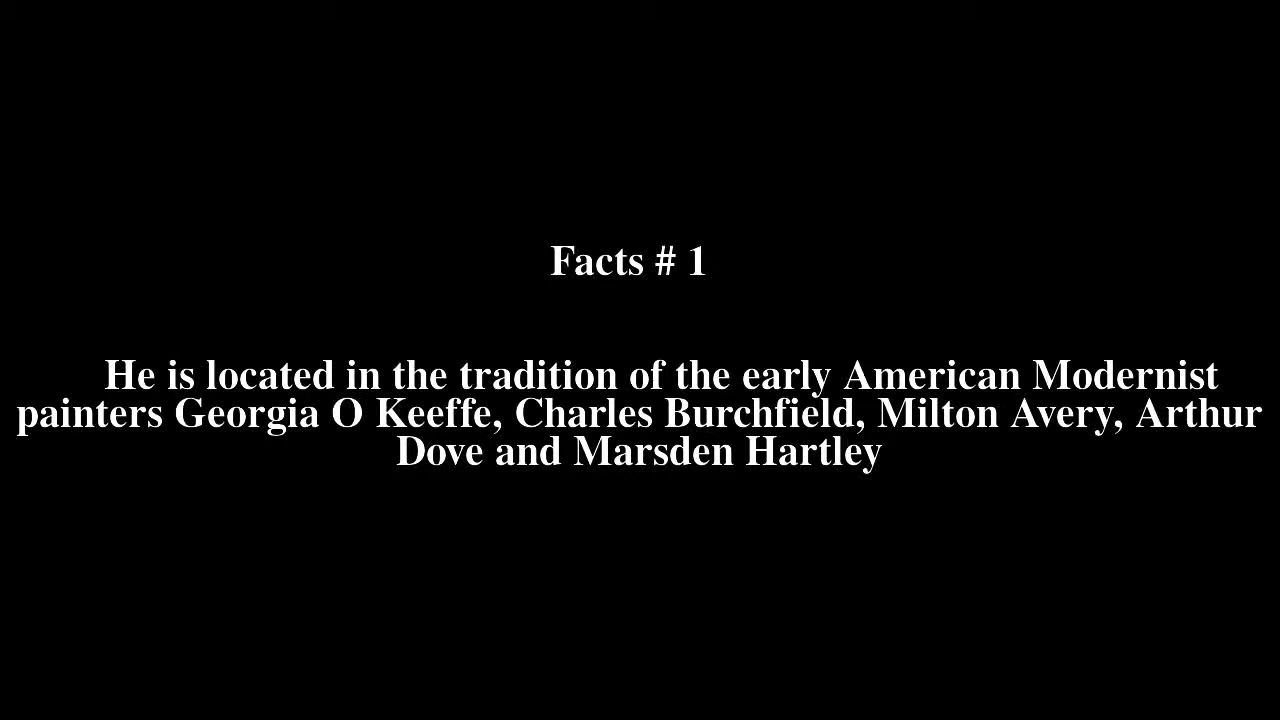 Facts # 1
He is located in the tradition of the early American Modernist
painters Georgia O Keeffe, Charles Burchfield, Milton Avery, Arthur
Dove and Marsden Hartley